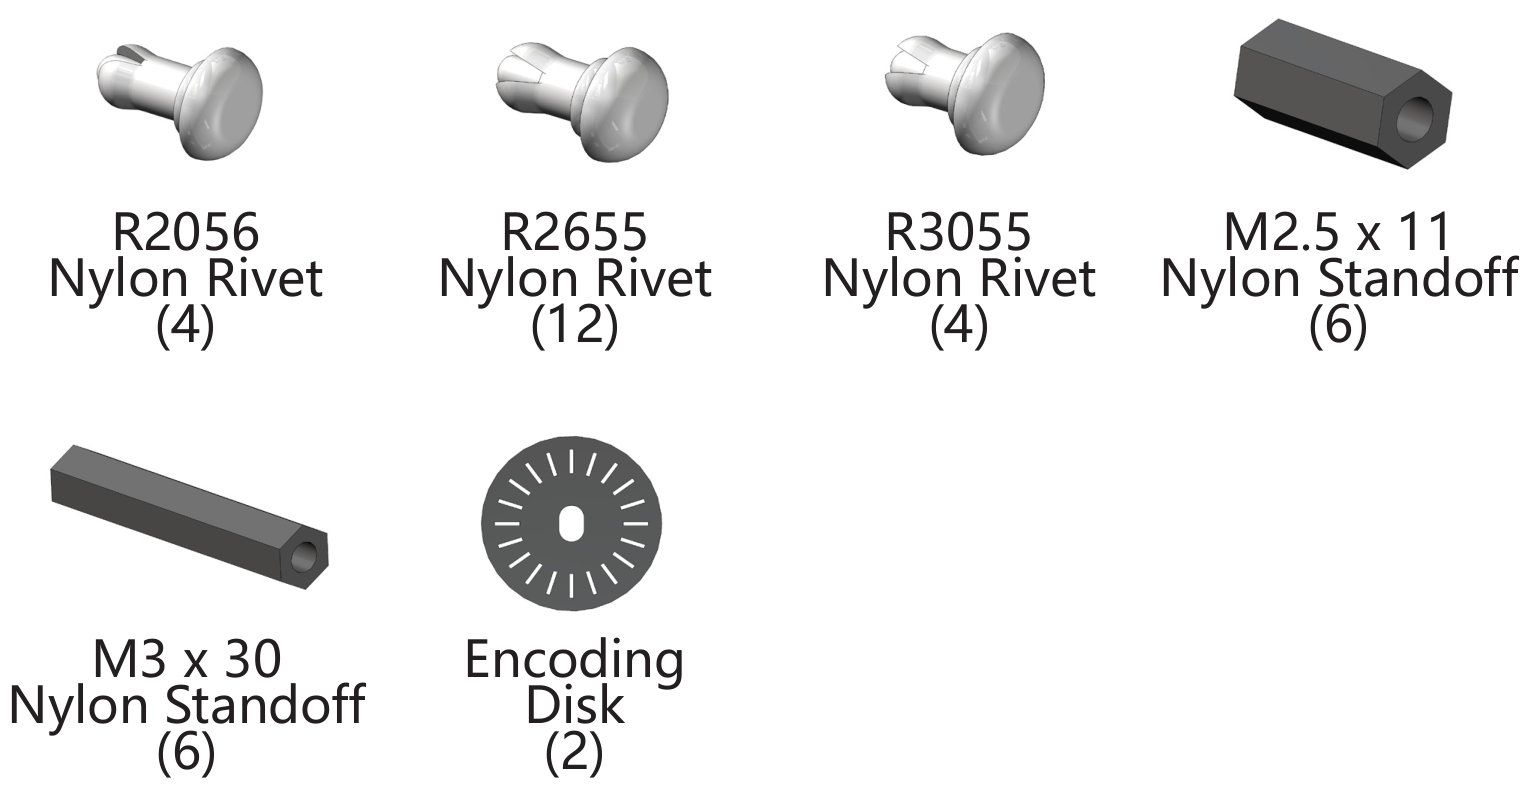 R2056
Nylon Rivet
(4)
R2655
Nylon Rivet
(12)
R3055
Nylon Rivet
(4)
M2.5 x 11
Nylon Standoff
(6)
M3 x 30
Nylon Standoff
(6)
Encoding
Disk
(2)